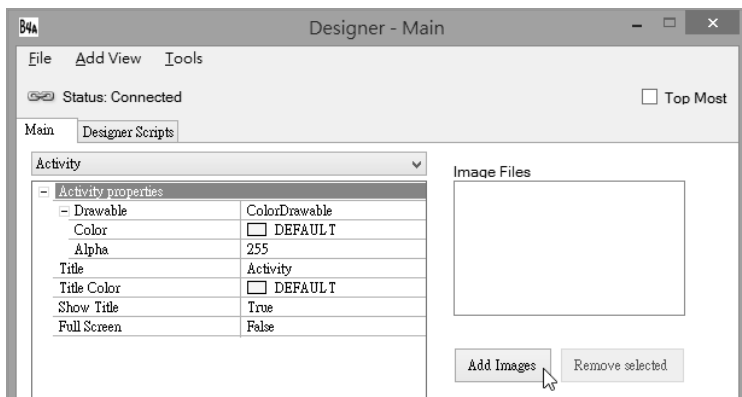 B4A Designer - Main
File Add View Tools
Status: Connected Top Most
Main Designer Scripts
Activity
Image Files
Activity properties
Drawable ColorDrawable
Color DEFAULT
Alpha 255
Title Activity
Title Color DEFAULT
Show Title True
Full Screen False
Add Images Remove selected